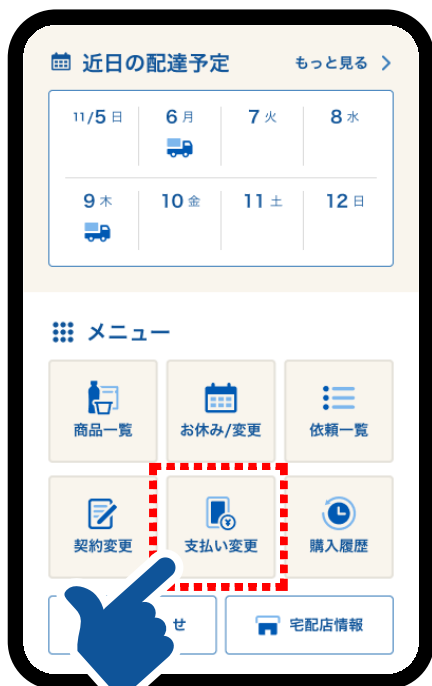 近日の配達予定 もっと見る
11/5 日 6 月 7 火 8 水
9 木 10 金 11 土 12 日
メニュー
商品一覧 お休み/変更 依頼一覧
契約変更 支払い変更 購入履歴
せ 宅配店情報